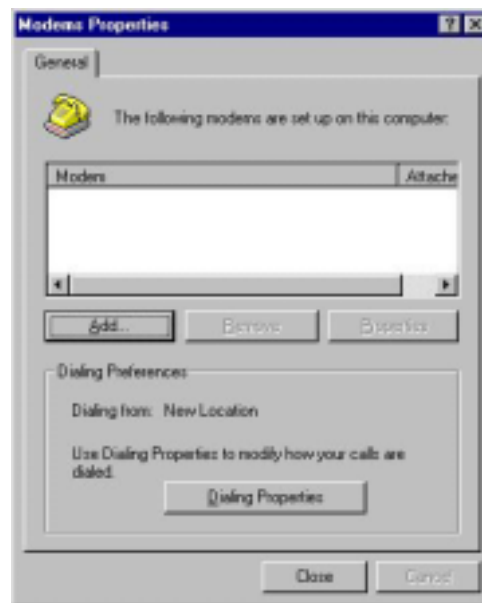 Modems Properties
General
The following modems are set up on this computer:
Modem Attache
Add... Remove Properties
Dialing Preferences
Dialing from: New Location
Use Dialing Properties to modify how your calls are
dialed.
Dialing Properties
Close Cancel